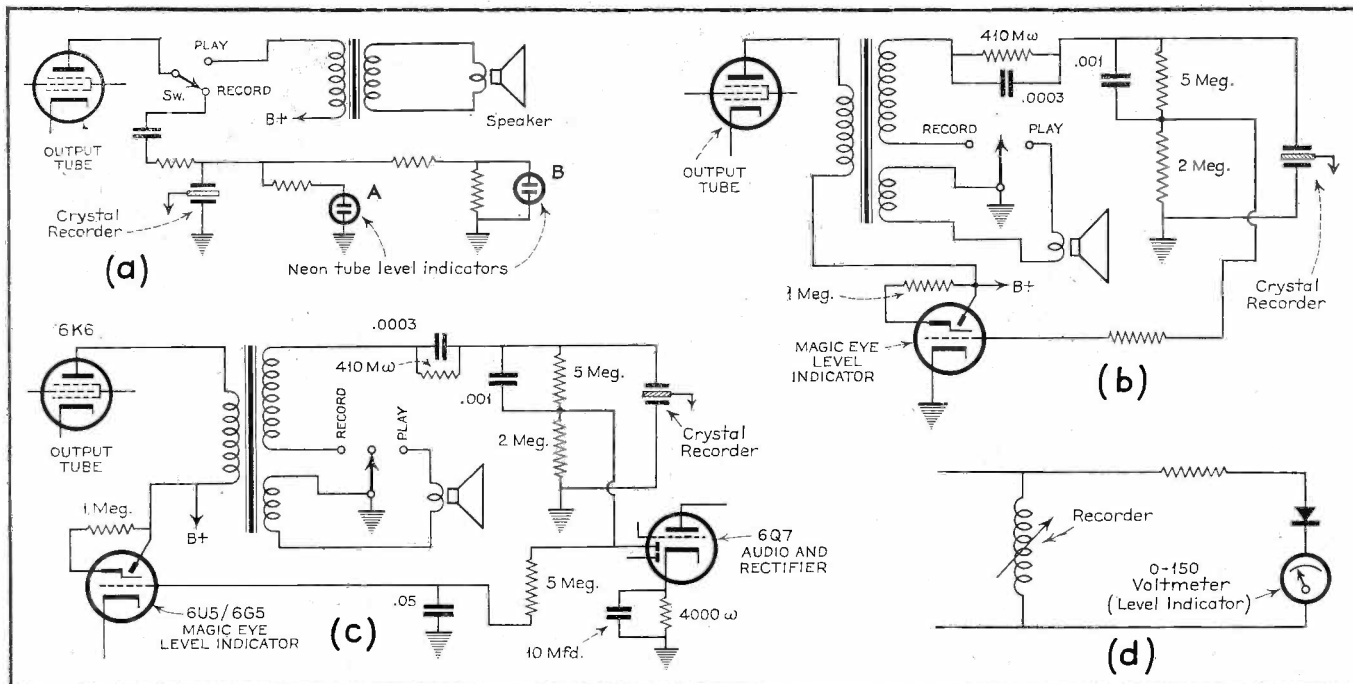 PLAY
Sw.
RECORD
B+
OUTPUT
TUBE
Speaker
Crystal
Recorder
A
B
Neon tube level indicators
(a)
410 Mω
.0003
.001
5 Meg.
2 Meg.
RECORD
PLAY
OUTPUT
TUBE
1 Meg.
B+
MAGIC EYE
LEVEL
INDICATOR
Crystal
Recorder
(b)
6K6
OUTPUT
TUBE
.0003
410 Mω
.001
5 Meg.
2 Meg.
RECORD
PLAY
Crystal
Recorder
1 Meg.
B+
6U5/6G5
MAGIC EYE
LEVEL INDICATOR
.05
5 Meg.
6Q7
AUDIO AND
RECTIFIER
4000 ω
10 Mfd.
(c)
Recorder
0-150
Voltmeter
(Level Indicator)
(d)